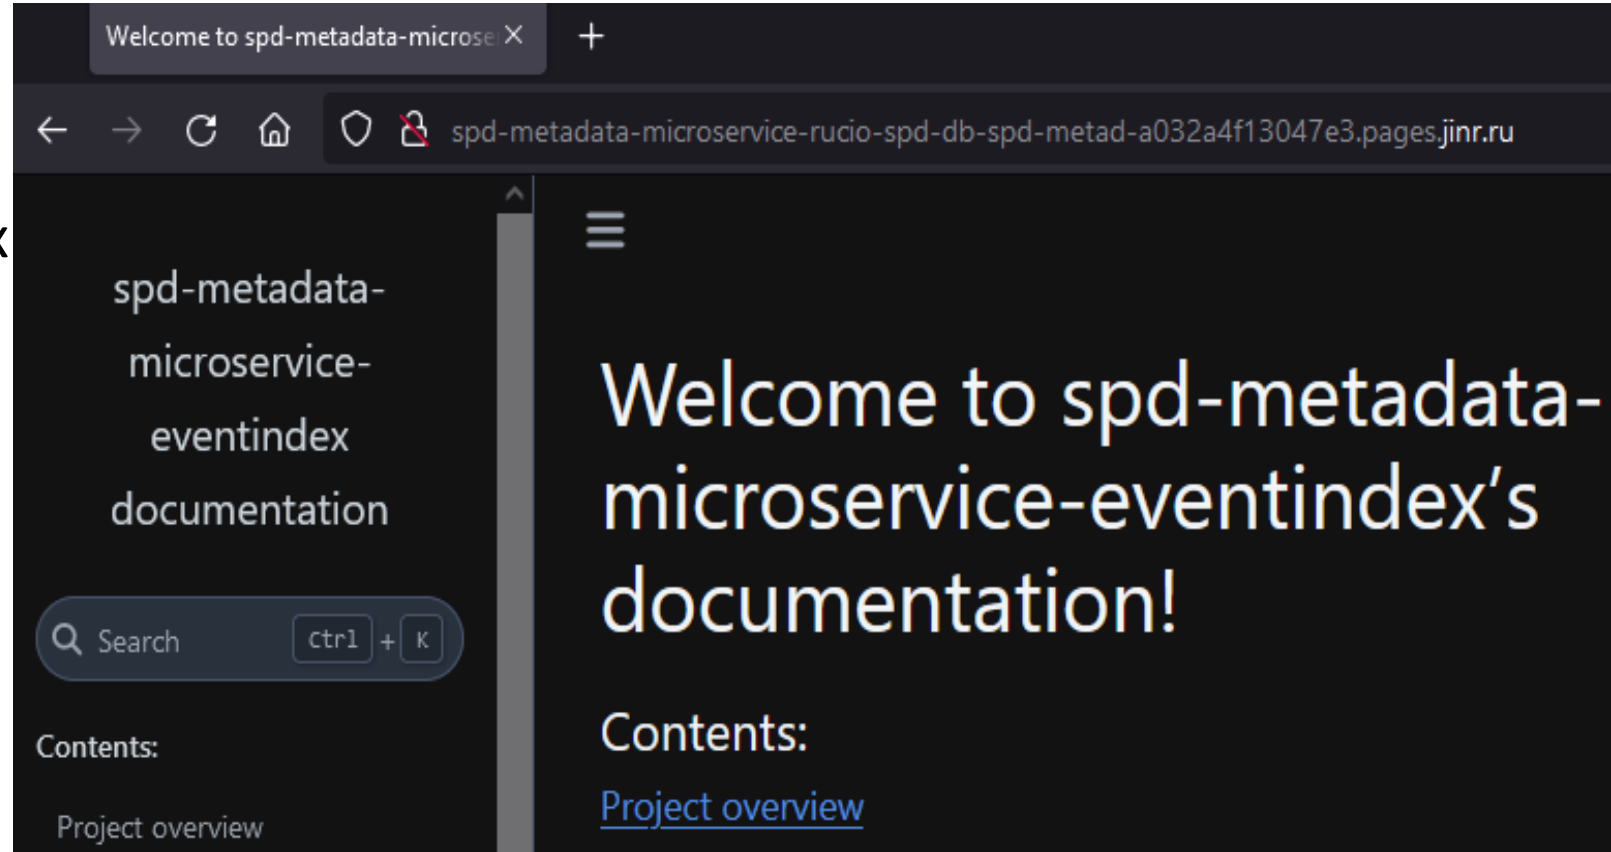 Welcome to spd-metadata-microse
spd-metadata-microservice-rucio-spd-db-spd-metad-a032a4f13047e3.pages.jinr.ru
x
spd-metadata-
microservice-
eventindex
documentation
Search Ctrl + K
Contents:
Project overview
Welcome to spd-metadata-
microservice-eventindex’s
documentation!
Contents:
Project overview